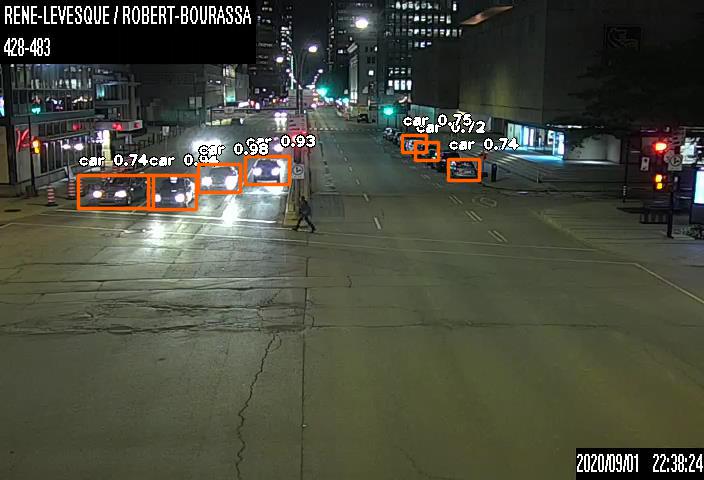 RENE-LEVESQUE / ROBERT-BOURASSA
428-483
car 0.75
car 0.72
car 0.93
car 0.98
car 0.74
car
car 0.74
2020/09/01 22:38:24